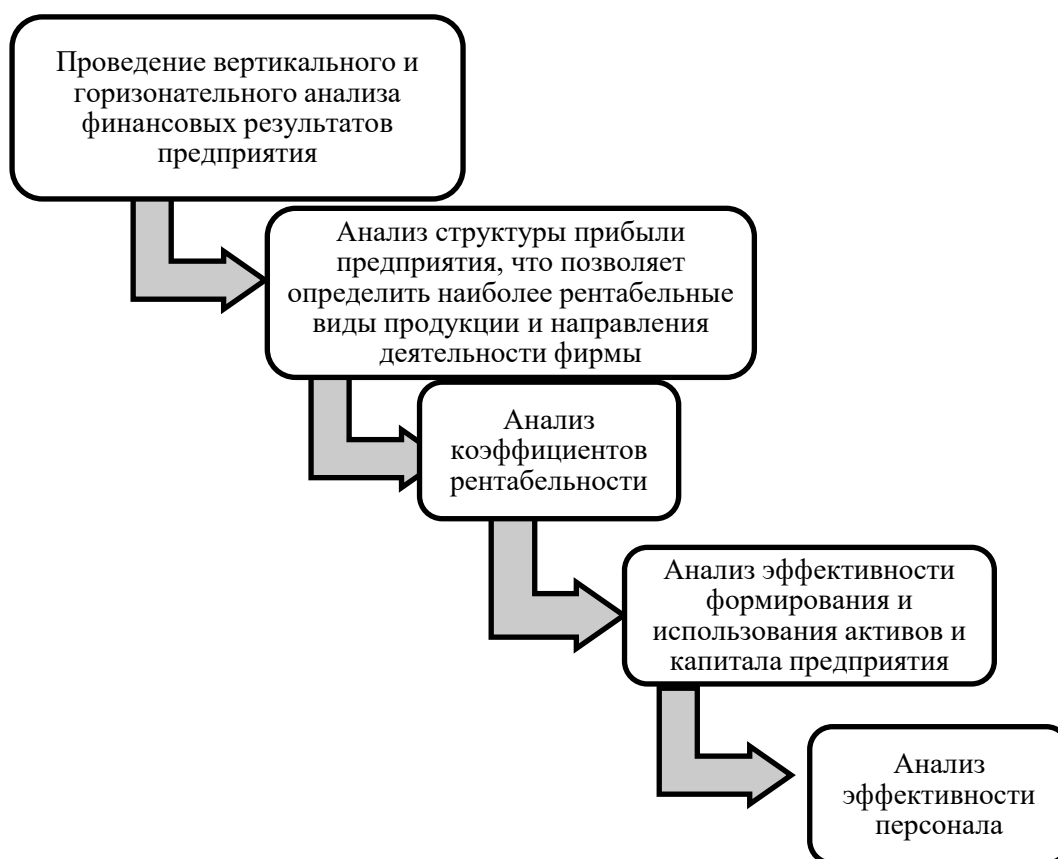 Проведение вертикального и
горизонательного анализа
финансовых результатов
предприятия
Анализ структуры прибыли
предприятия, что позволяет
определить наиболее рентабельные
виды продукции и направления
деятельности фирмы
Анализ
коэффициентов
рентабельности
Анализ эффективности
формирования и
использования активов и
капитала предприятия
Анализ
эффективности
персонала